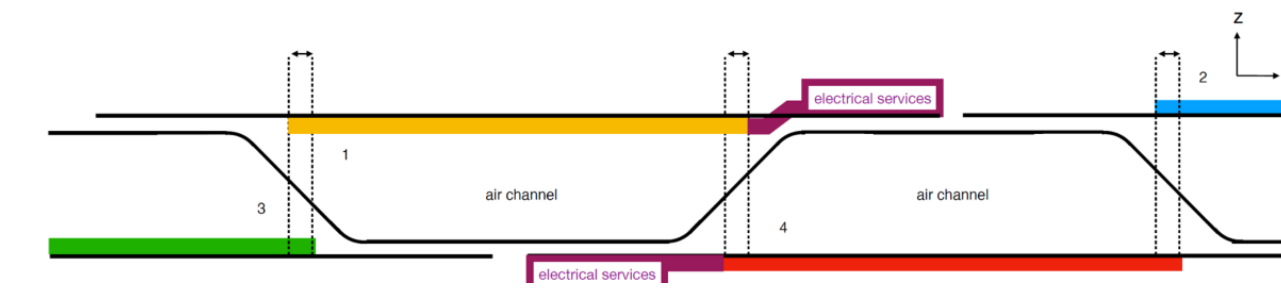 Z
2
electrical services
1
air channel
air channel
3
4
electrical services